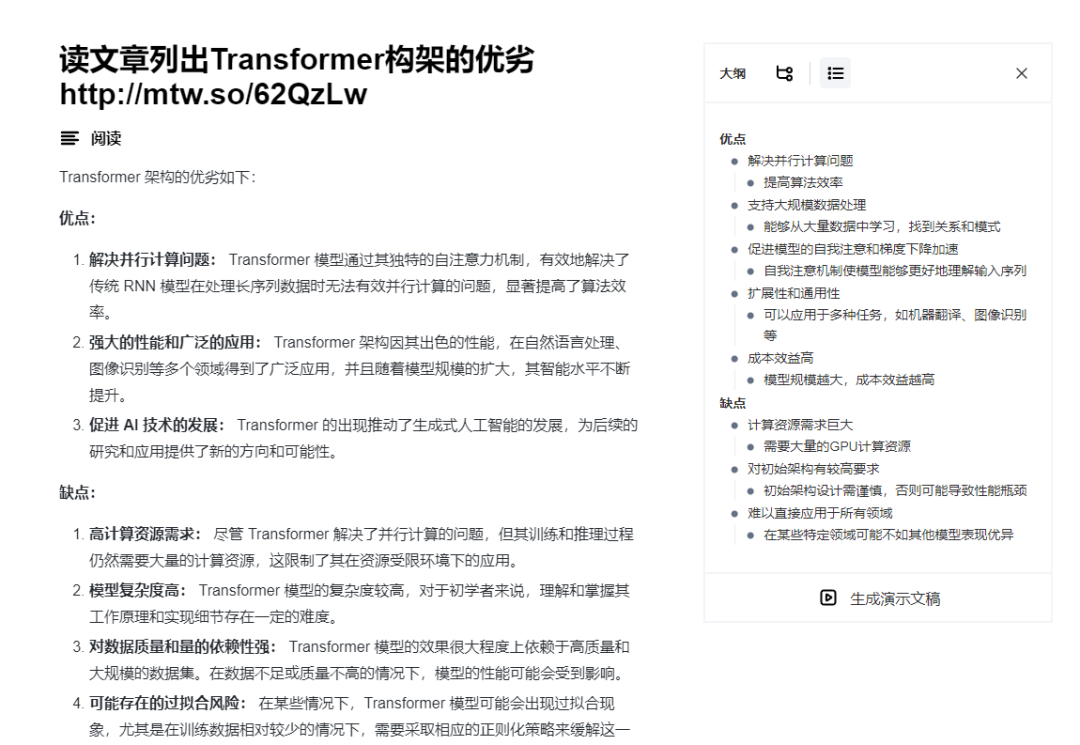 读文章列出Transformer构架的优劣
http://mtw.so/62QzLw
阅读
Transformer 架构的优劣如下：
优点：
1. 解决并行计算问题： Transformer 模型通过其独特的自注意力机制，有效地解决了
传统 RNN 模型在处理长序列数据时无法有效并行计算的问题，显著提高了算法效
率。
2. 强大的性能和广泛的应用： Transformer 架构因其出色的性能，在自然语言处理、
图像识别等多个领域得到了广泛应用，并且随着模型规模的扩大，其智能水平不断
提升。
3. 促进 AI 技术的发展： Transformer 的出现推动了生成式人工智能的发展，为后续的
研究和应用提供了新的方向和可能性。
缺点：
1. 高计算资源需求： 尽管 Transformer 解决了并行计算的问题，但其训练和推理过程
仍然需要大量的计算资源，这限制了其在资源受限环境下的应用。
2. 模型复杂度高： Transformer 模型的复杂度较高，对于初学者来说，理解和掌握其
工作原理和实现细节存在一定的难度。
3. 对数据质量和量的依赖性强： Transformer 模型的效果很大程度上依赖于高质量和
大规模的数据集。在数据不足或质量不高的情况下，模型的性能可能会受到影响。
4. 可能存在的过拟合风险： 在某些情况下，Transformer 模型可能会出现过拟合现
象，尤其是在训练数据相对较少的情况下，需要采取相应的正则化策略来缓解这一
大纲
优点
解决并行计算问题
提高算法效率
支持大规模数据处理
能够从大量数据中学习，找到关系和模式
促进模型的自我注意和梯度下降加速
自我注意机制使模型能够更好地理解输入序列
扩展性和通用性
可以应用于多种任务，如机器翻译、图像识别
等
成本效益高
模型规模越大，成本效益越高
缺点
计算资源需求巨大
需要大量的GPU计算资源
对初始架构有较高要求
初始架构设计需谨慎，否则可能导致性能瓶颈
难以直接应用于所有领域
在某些特定领域可能不如其他模型表现优异
生成演示文稿